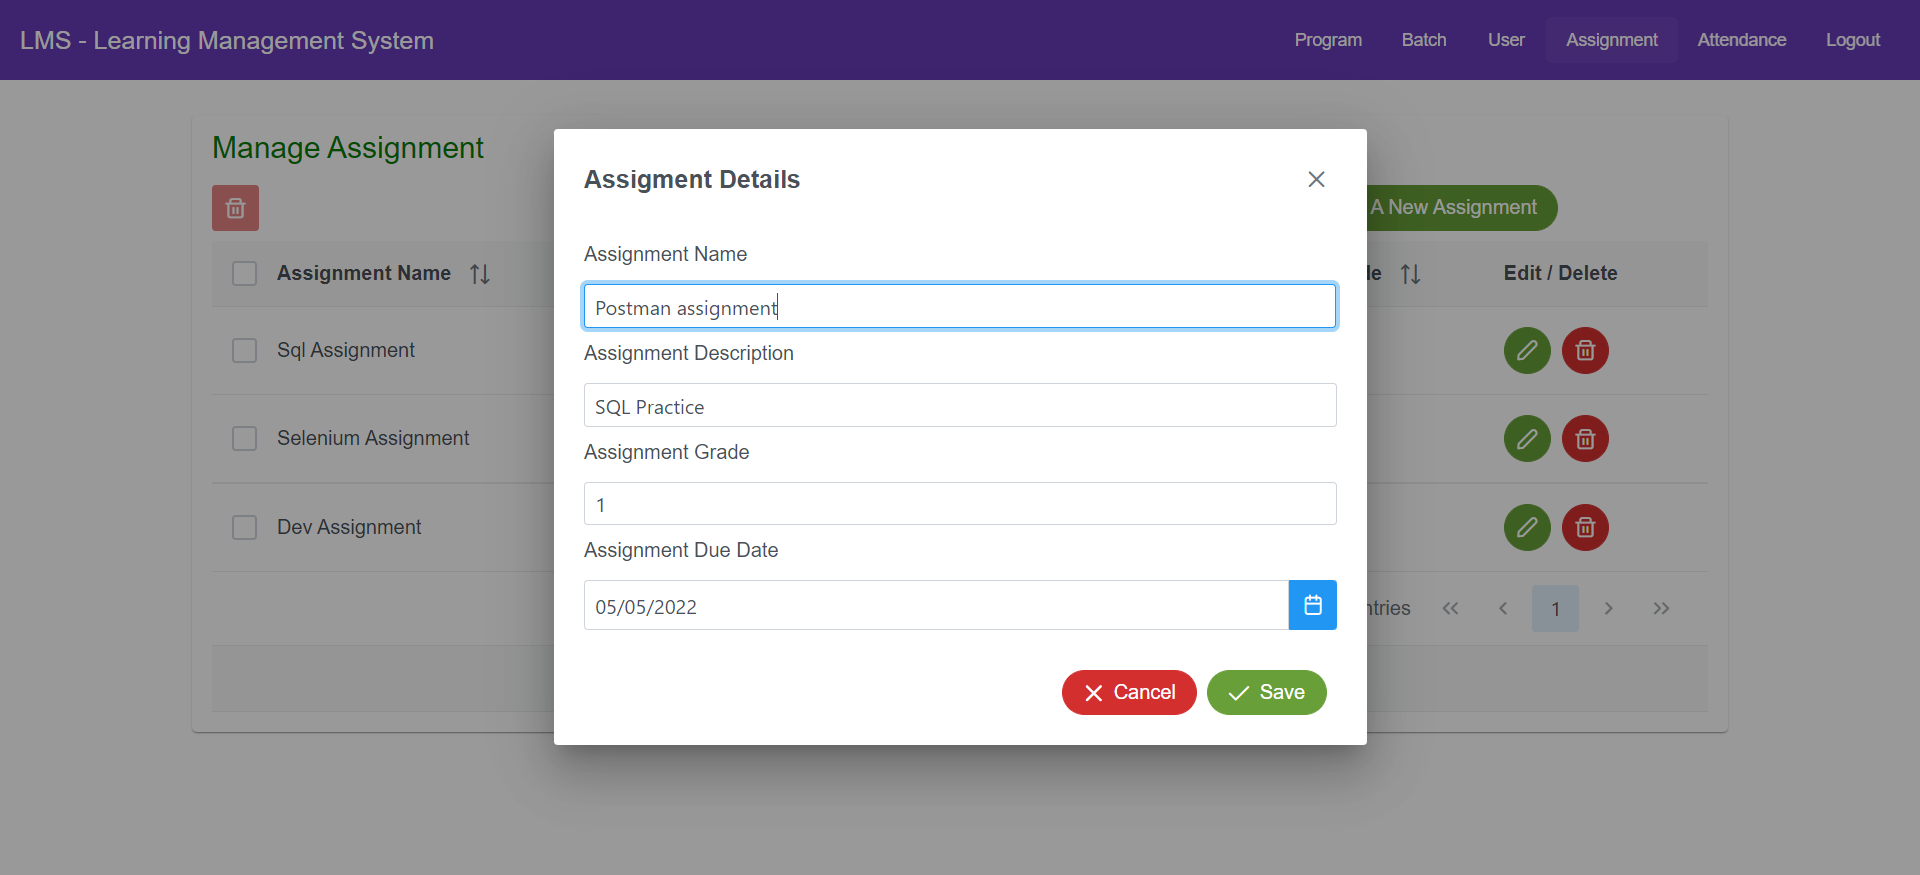 LMS - Learning Management System
Program Batch User Assignment Attendance Logout
Manage Assignment
A New Assignment
Assignment Name
Edit / Delete
Sql Assignment
Selenium Assignment
Dev Assignment
1
Assigment Details
Assignment Name
Postman assignment
Assignment Description
SQL Practice
Assignment Grade
1
Assignment Due Date
05/05/2022
Cancel Save